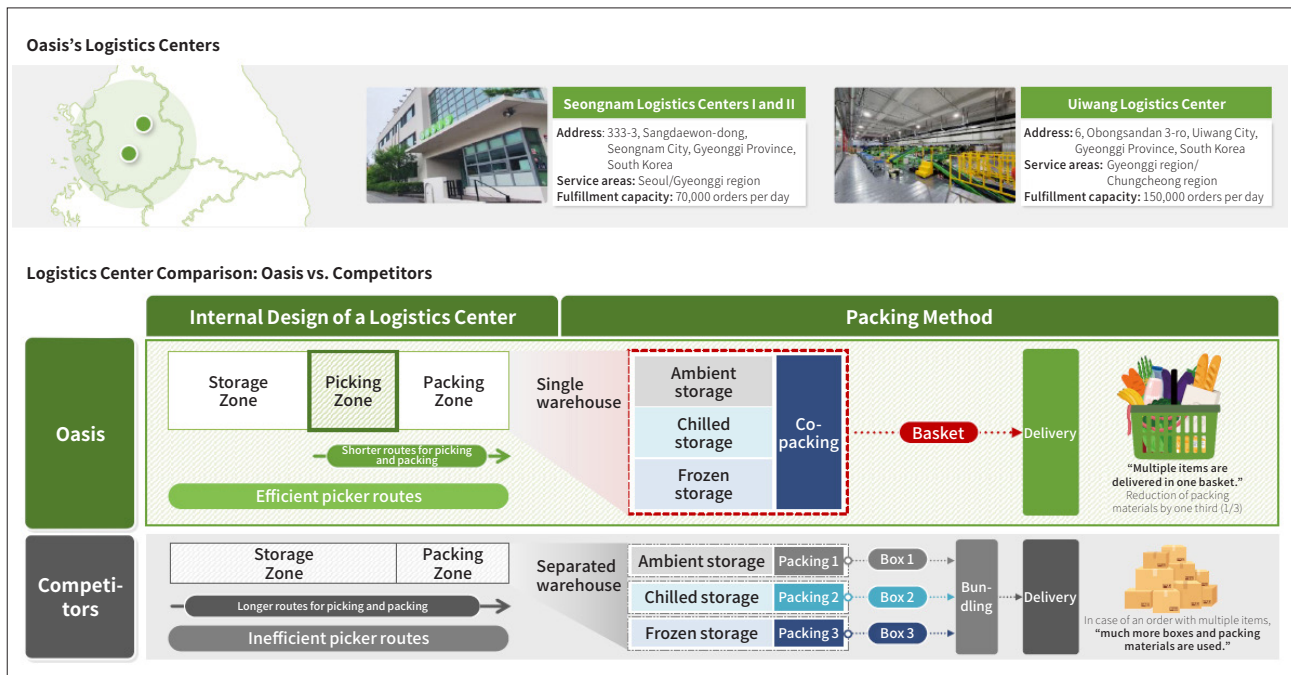 Oasis's Logistics Centers
Seongnam Logistics Centers I and II
Address: 333-3, Sangdaewon-dong,
Seongnam City, Gyeonggi Province,
South Korea
Service areas: Seoul/Gyeonggi region
Fulfillment capacity: 70,000 orders per day
Uiwang Logistics Center
Address: 6, Obongsandan 3-ro, Uiwang City,
Gyeonggi Province, South Korea
Service areas: Gyeonggi region/
Chungcheong region
Fulfillment capacity: 150,000 orders per day
Logistics Center Comparison: Oasis vs. Competitors
Internal Design of a Logistics Center
Packing Method
Oasis
Storage
Zone
Picking
Zone
Packing
Zone
Shorter routes for picking
and packing
Efficient picker routes
Single
warehouse
Ambient
storage
Chilled
storage
Frozen
storage
Co-
packing
Basket
Delivery
“Multiple items are
delivered in one basket.”
Reduction of packing
materials by one third (1/3)
Competi-
tors
Storage
Zone
Packing
Zone
Longer routes for picking and packing
Inefficient picker routes
Separated
warehouse
Ambient storage
Packing 1
Box 1
Chilled storage
Packing 2
Box 2
Frozen storage
Packing 3
Box 3
Bun-
dling
Delivery
In case of an order with multiple items,
“much more boxes and packing
materials are used.”